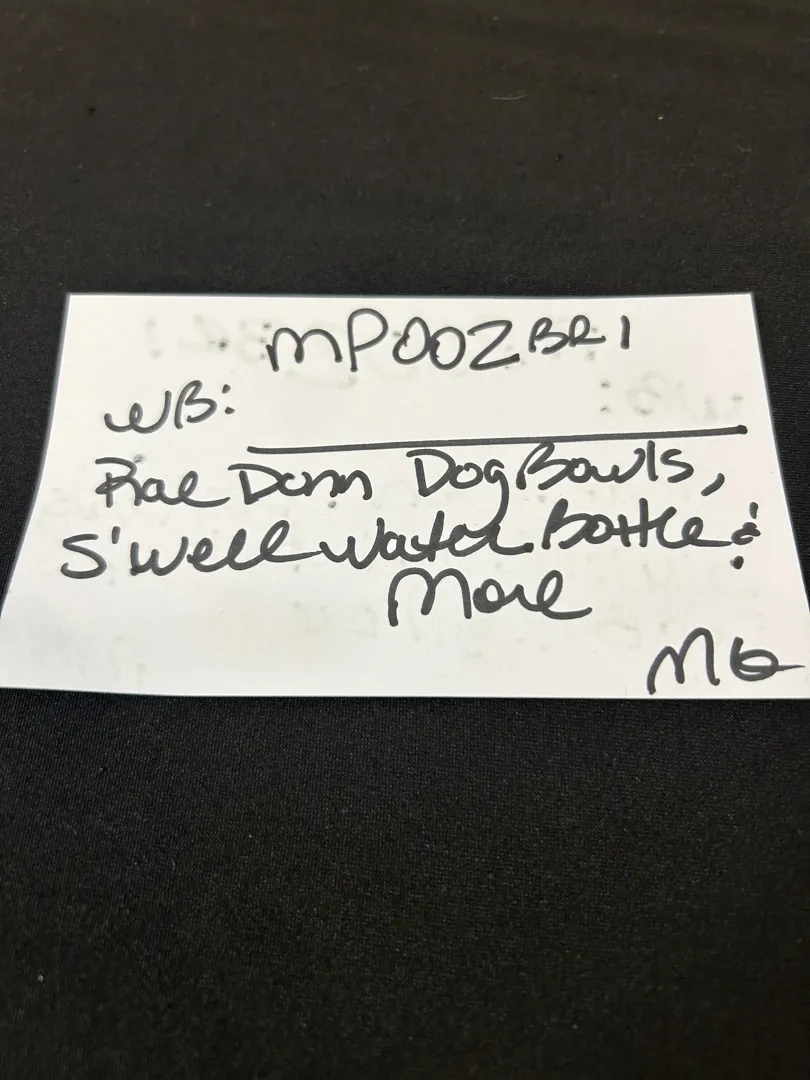 MP002BR1
WB:
Rae Dunn Dog Bowls,
S'well Water Bottle &
More
MG